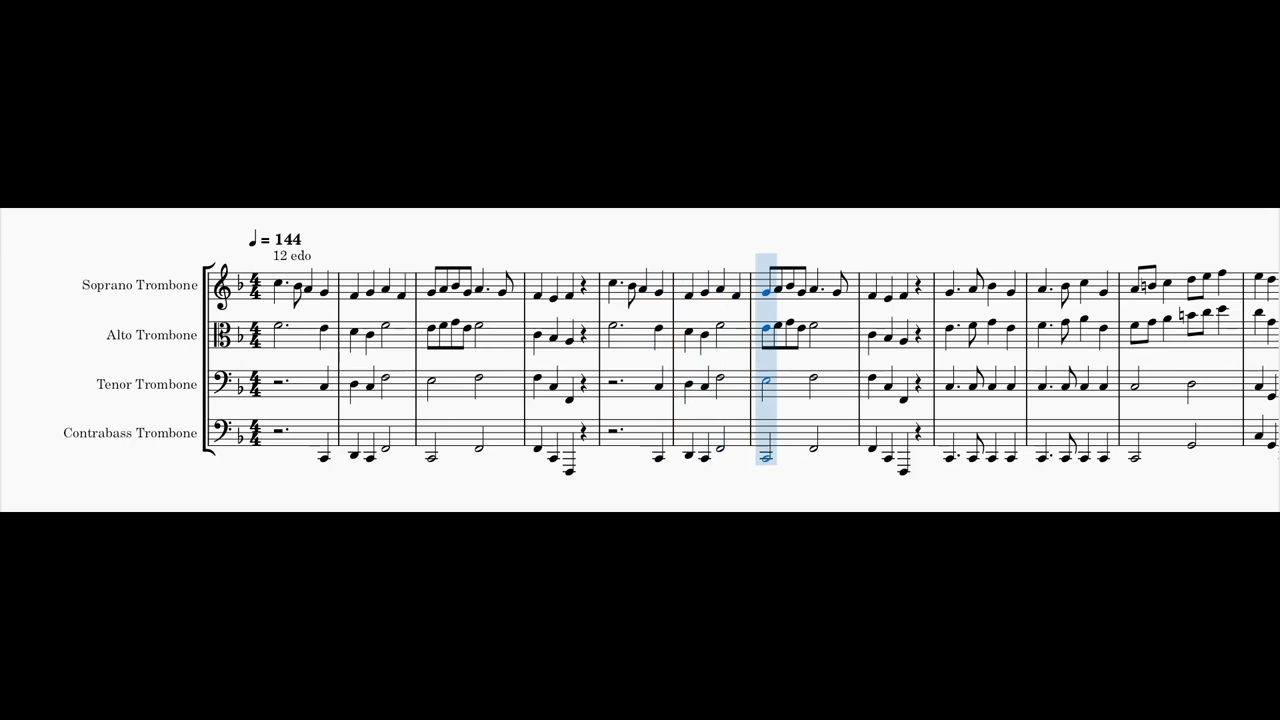 ♩ = 144
12 edo
Soprano Trombone
Alto Trombone
Tenor Trombone
Contrabass Trombone